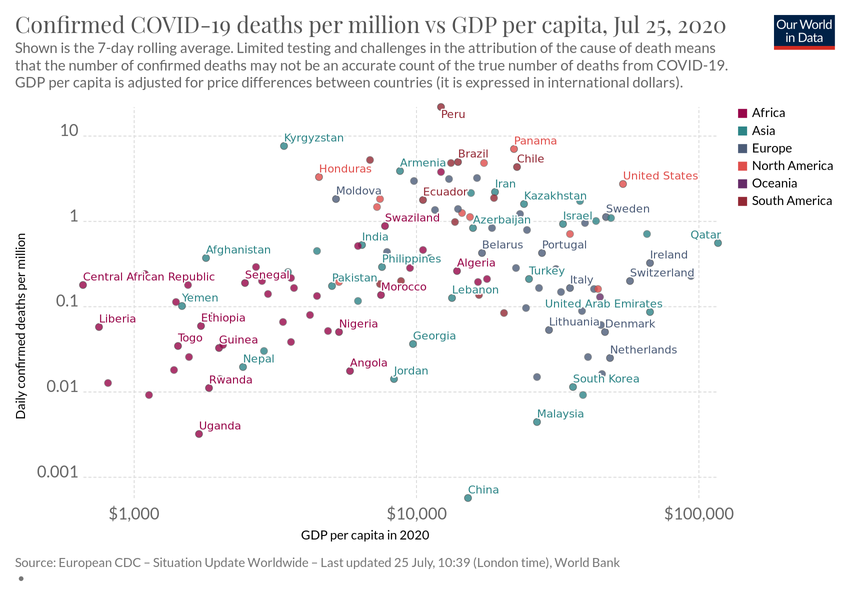 Confirmed COVID-19 deaths per million vs GDP per capita, Jul 25, 2020
Our World
in Data
Shown is the 7-day rolling average. Limited testing and challenges in the attribution of the cause of death means
that the number of confirmed deaths may not be an accurate count of the true number of deaths from COVID-19.
GDP per capita is adjusted for price differences between countries (it is expressed in international dollars).
Africa
Asia
Europe
North America
Oceania
South America
Daily confirmed deaths per million
10
1
0.1
0.01
0.001
Peru
Kyrgyzstan
Panama
Honduras
Armenia
Brazil
Chile
United States
Moldova
Ecuador
Iran
Kazakhstan
Swaziland
Azerbaijan
Israel
Sweden
India
Qatar
Afghanistan
Belarus
Portugal
Philippines
Algeria
Ireland
Central African Republic
Senegal
Pakistan
Turkey
Italy
Switzerland
Morocco
Lebanon
Yemen
United Arab Emirates
Liberia
Ethiopia
Nigeria
Lithuania
Denmark
Togo
Guinea
Georgia
Netherlands
Nepal
Angola
Jordan
Rwanda
South Korea
Uganda
Malaysia
China
$1,000
$10,000
$100,000
GDP per capita in 2020
Source: European CDC – Situation Update Worldwide – Last updated 25 July, 10:39 (London time), World Bank